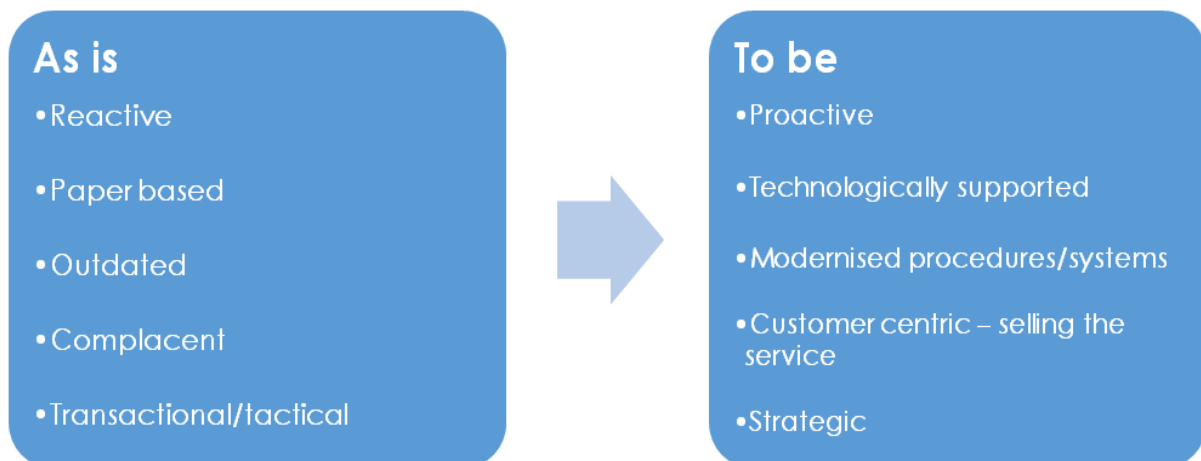 As is
•Reactive
•Paper based
•Outdated
•Complacent
•Transactional/tactical
To be
•Proactive
•Technologically supported
•Modernised procedures/systems
•Customer centric – selling the
service
•Strategic